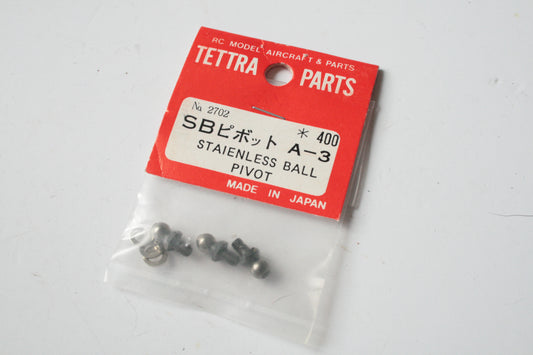 RC MODEL AIRCRAFT & PARTS
TETTRA PARTS
No. 2702
* 400
SBピボット A-3
STAIENLESS BALL
PIVOT
MADE IN JAPAN